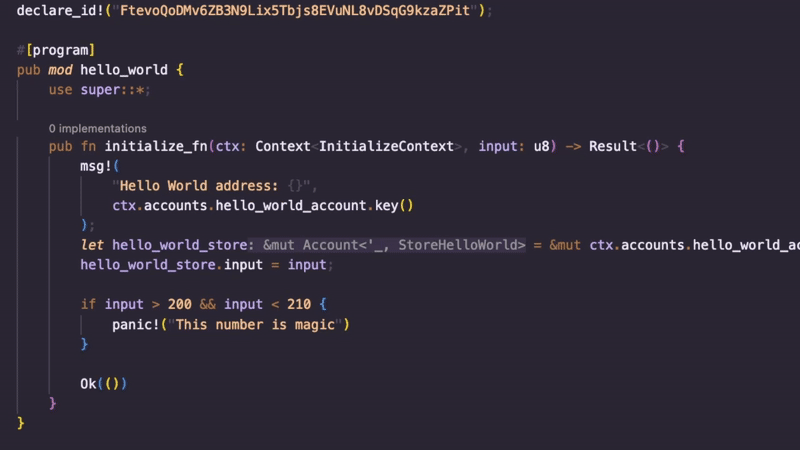 declare_id!("FtevoQoDMv6ZB3N9Lix5Tbjs8EVuNL8vDSqG9kzaZPit");
#[program]
pub mod hello_world {
use super::*;
0 implementations
pub fn initialize_fn(ctx: Context<InitializeContext>, input: u8) -> Result<()> {
msg!(
"Hello World address: {}",
ctx.accounts.hello_world_account.key()
);
let hello_world_store: &mut Account<'_, StoreHelloWorld> = &mut ctx.accounts.hello_world_ac
hello_world_store.input = input;
if input > 200 && input < 210 {
panic!("This number is magic")
}
Ok(())
}
}